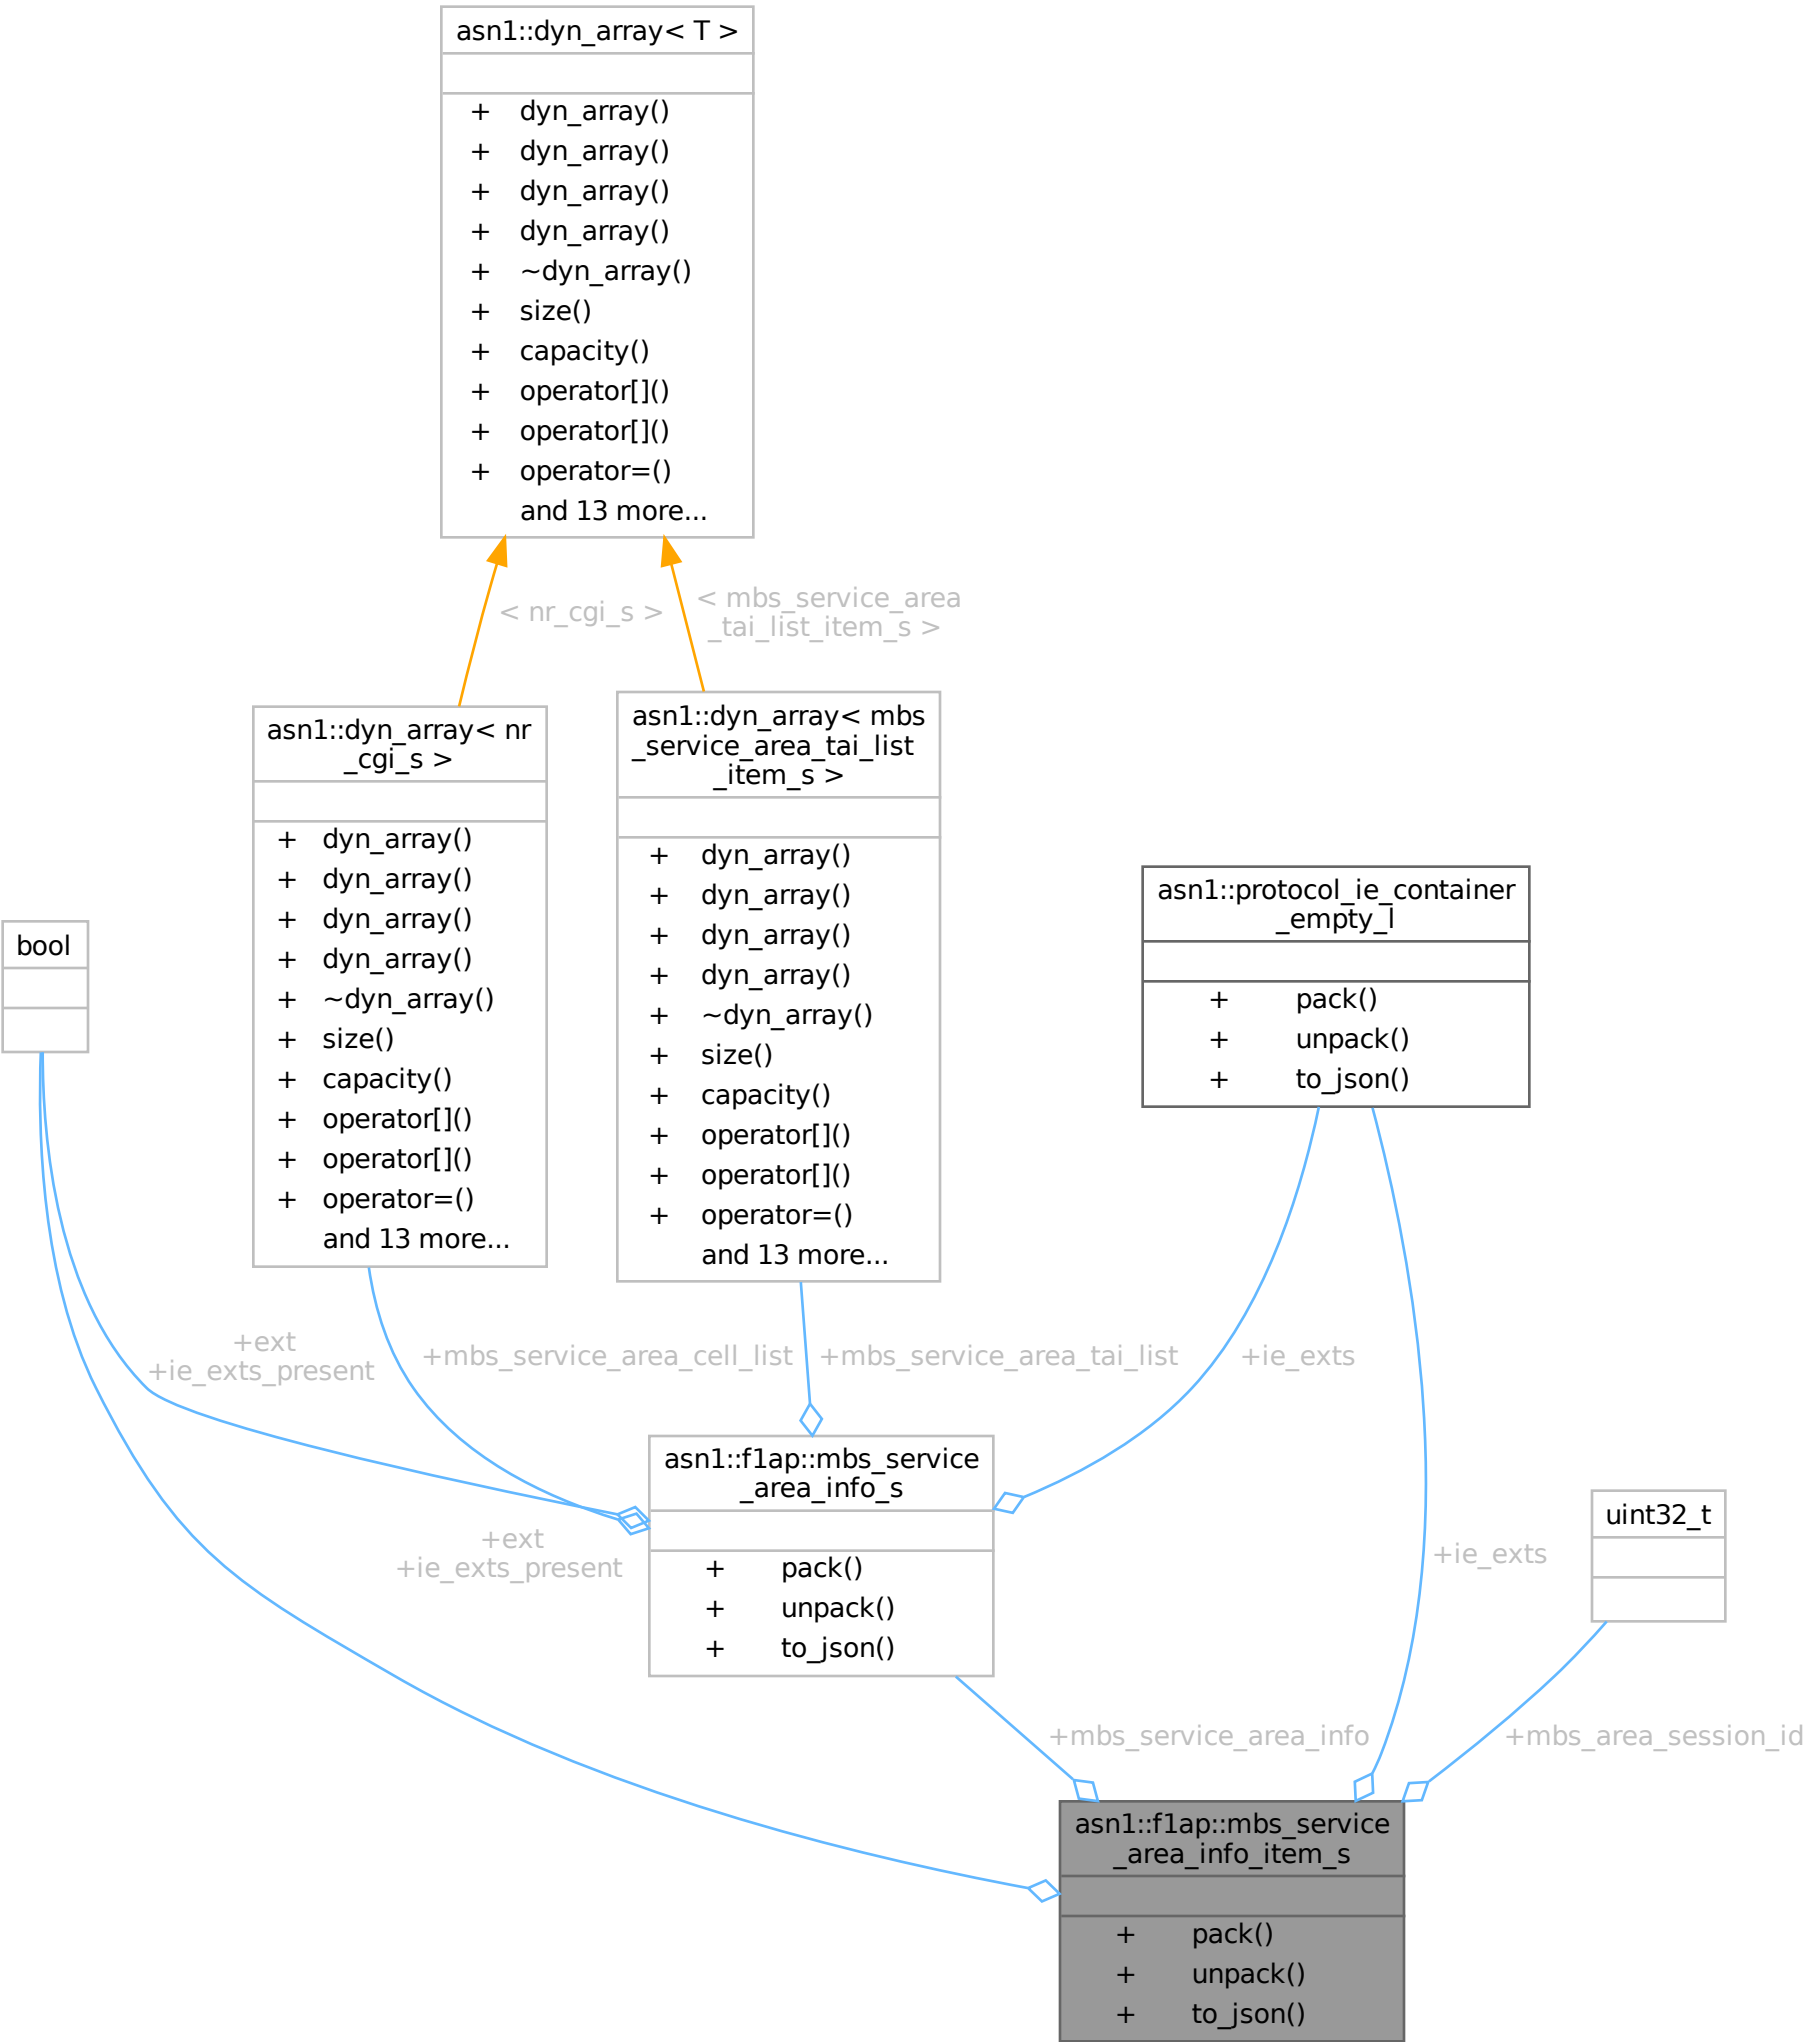 asn1::dyn_array< T >
+ dyn_array()
+ dyn_array()
+ dyn_array()
+ dyn_array()
+ ~dyn_array()
+ size()
+ capacity()
+ operator[]()
+ operator[]()
+ operator=()
and 13 more...
< nr_cgi_s >
< mbs_service_area
_tai_list_item_s >
asn1::dyn_array< nr
_cgi_s >
+ dyn_array()
+ dyn_array()
+ dyn_array()
+ dyn_array()
+ ~dyn_array()
+ size()
+ capacity()
+ operator[]()
+ operator[]()
+ operator=()
and 13 more...
asn1::dyn_array< mbs
_service_area_tai_list
_item_s >
+ dyn_array()
+ dyn_array()
+ dyn_array()
+ dyn_array()
+ ~dyn_array()
+ size()
+ capacity()
+ operator[]()
+ operator[]()
+ operator=()
and 13 more...
asn1::protocol_ie_container
_empty_l
+ pack()
+ unpack()
+ to_json()
bool
+ext
+ie_exts_present
+mbs_service_area_cell_list
+mbs_service_area_tai_list
+ie_exts
asn1::f1ap::mbs_service
_area_info_s
+ pack()
+ unpack()
+ to_json()
+ext
+ie_exts_present
+ie_exts
uint32_t
+mbs_service_area_info
+mbs_area_session_id
asn1::f1ap::mbs_service
_area_info_item_s
+ pack()
+ unpack()
+ to_json()